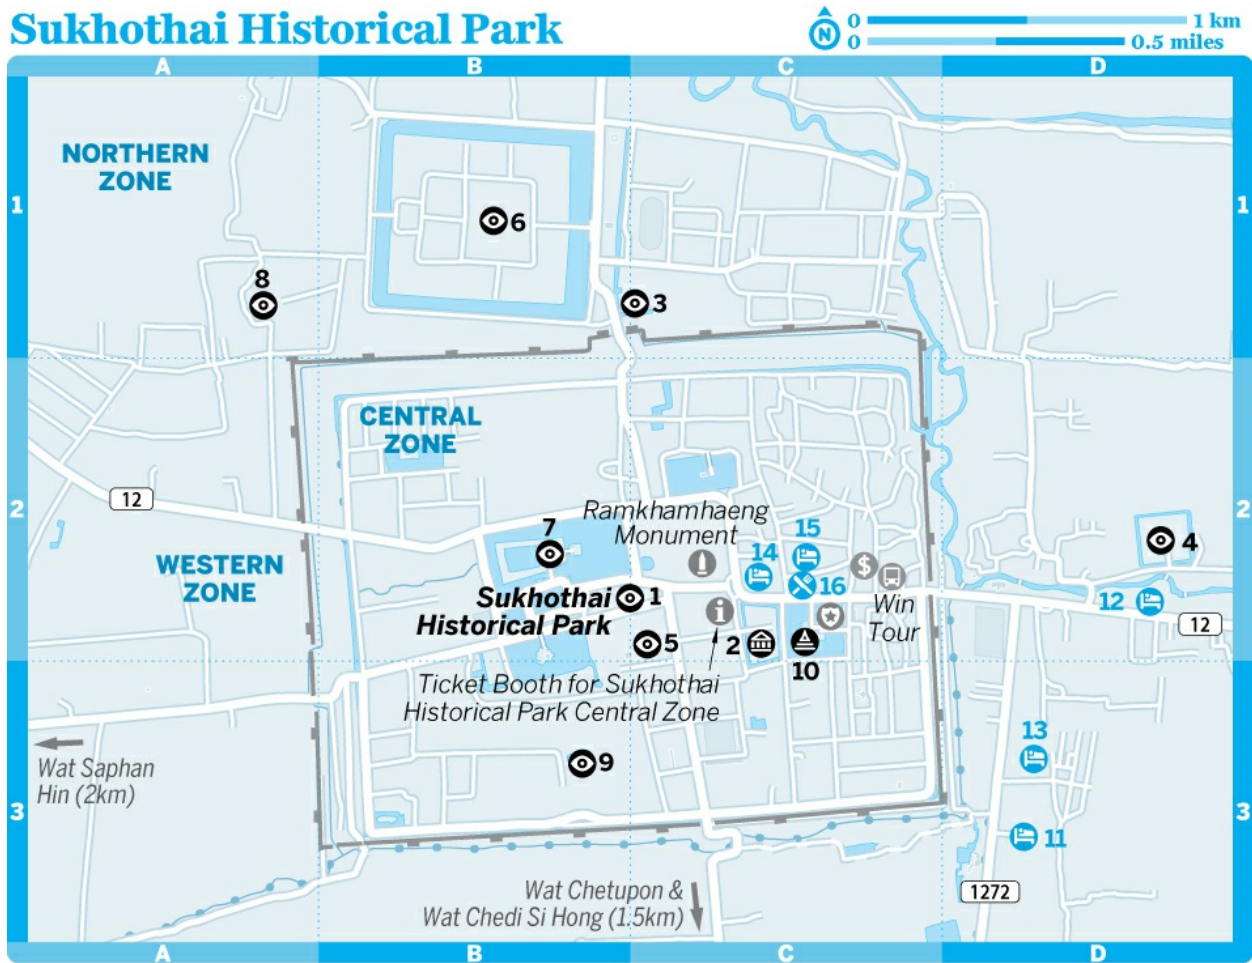 Sukhothai Historical Park
N
0 1 km
0 0.5 miles
A B C D
NORTHERN
ZONE
1 1
6
8
3
CENTRAL
ZONE
12
2 2
Ramkhamhaeng
Monument
7
15
14
$
4
WESTERN
ZONE
16
Sukhothai
Historical Park
1
i
Win
Tour
12
12
5
2
10
Ticket Booth for Sukhothai
Historical Park Central Zone
13
Wat Saphan
Hin (2km)
9
3 3
11
Wat Chetupon &
Wat Chedi Si Hong (1.5km)
1272
A B C D